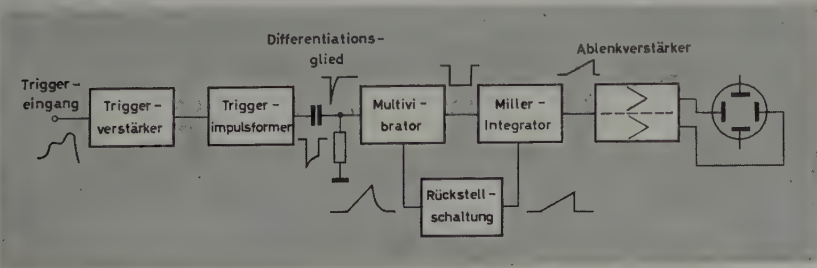 Differentiations-
glied
Ablenkverstärker
Trigger-
eingang
Trigger-
verstärker
Trigger-
impulsformer
Multivi-
brator
Miller-
Integrator
Rückstell-
schaltung